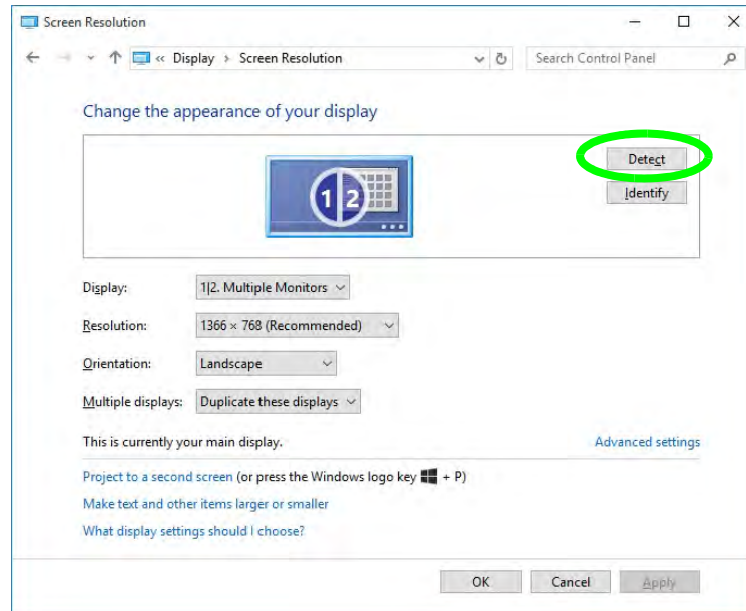 Screen Resolution
« Display › Screen Resolution
Search Control Panel
Change the appearance of your display
1 2
Detect
Identify
Display: 1|2. Multiple Monitors
Resolution: 1366 × 768 (Recommended)
Orientation: Landscape
Multiple displays: Duplicate these displays
This is currently your main display. Advanced settings
Project to a second screen (or press the Windows logo key + P)
Make text and other items larger or smaller
What display settings should I choose?
OK Cancel Apply